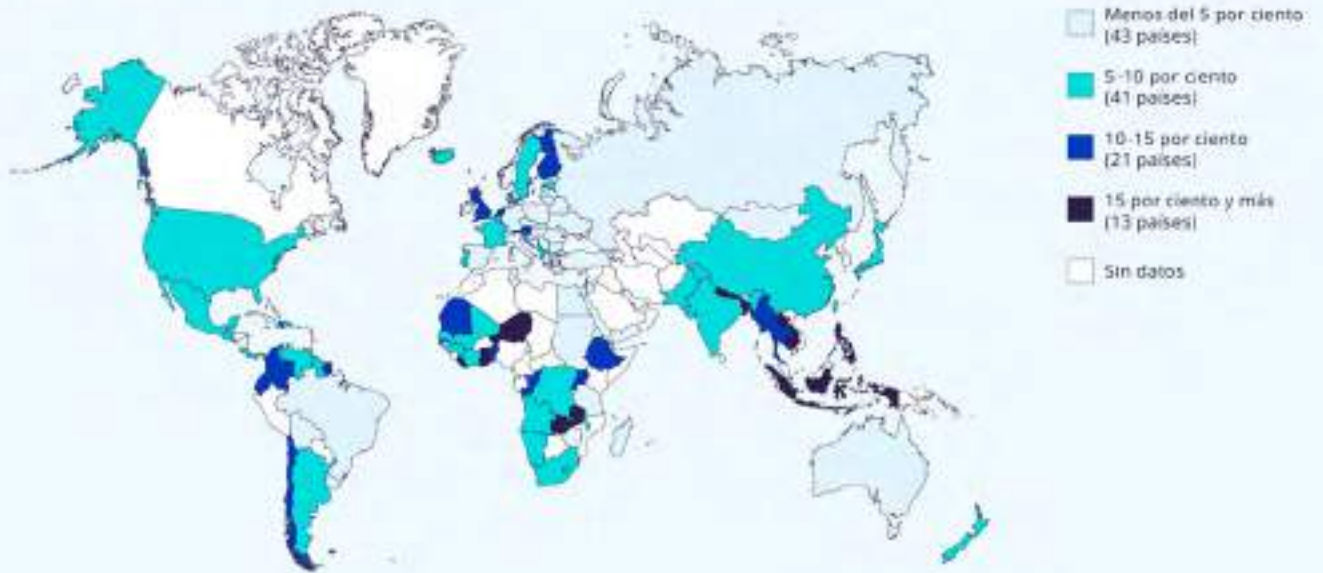 Menos del 5 por ciento
(43 países)
5-10 por ciento
(41 países)
10-15 por ciento
(21 países)
15 por ciento y más
(13 países)
Sin datos